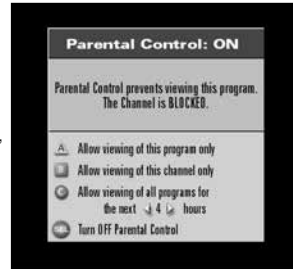 Parental Control: ON
Parental Control prevents viewing this program.
The Channel is BLOCKED.
A Allow viewing of this program only
Allow viewing of this channel only
C Allow viewing of all programs for
the next 4 hours
Turn OFF Parental Control